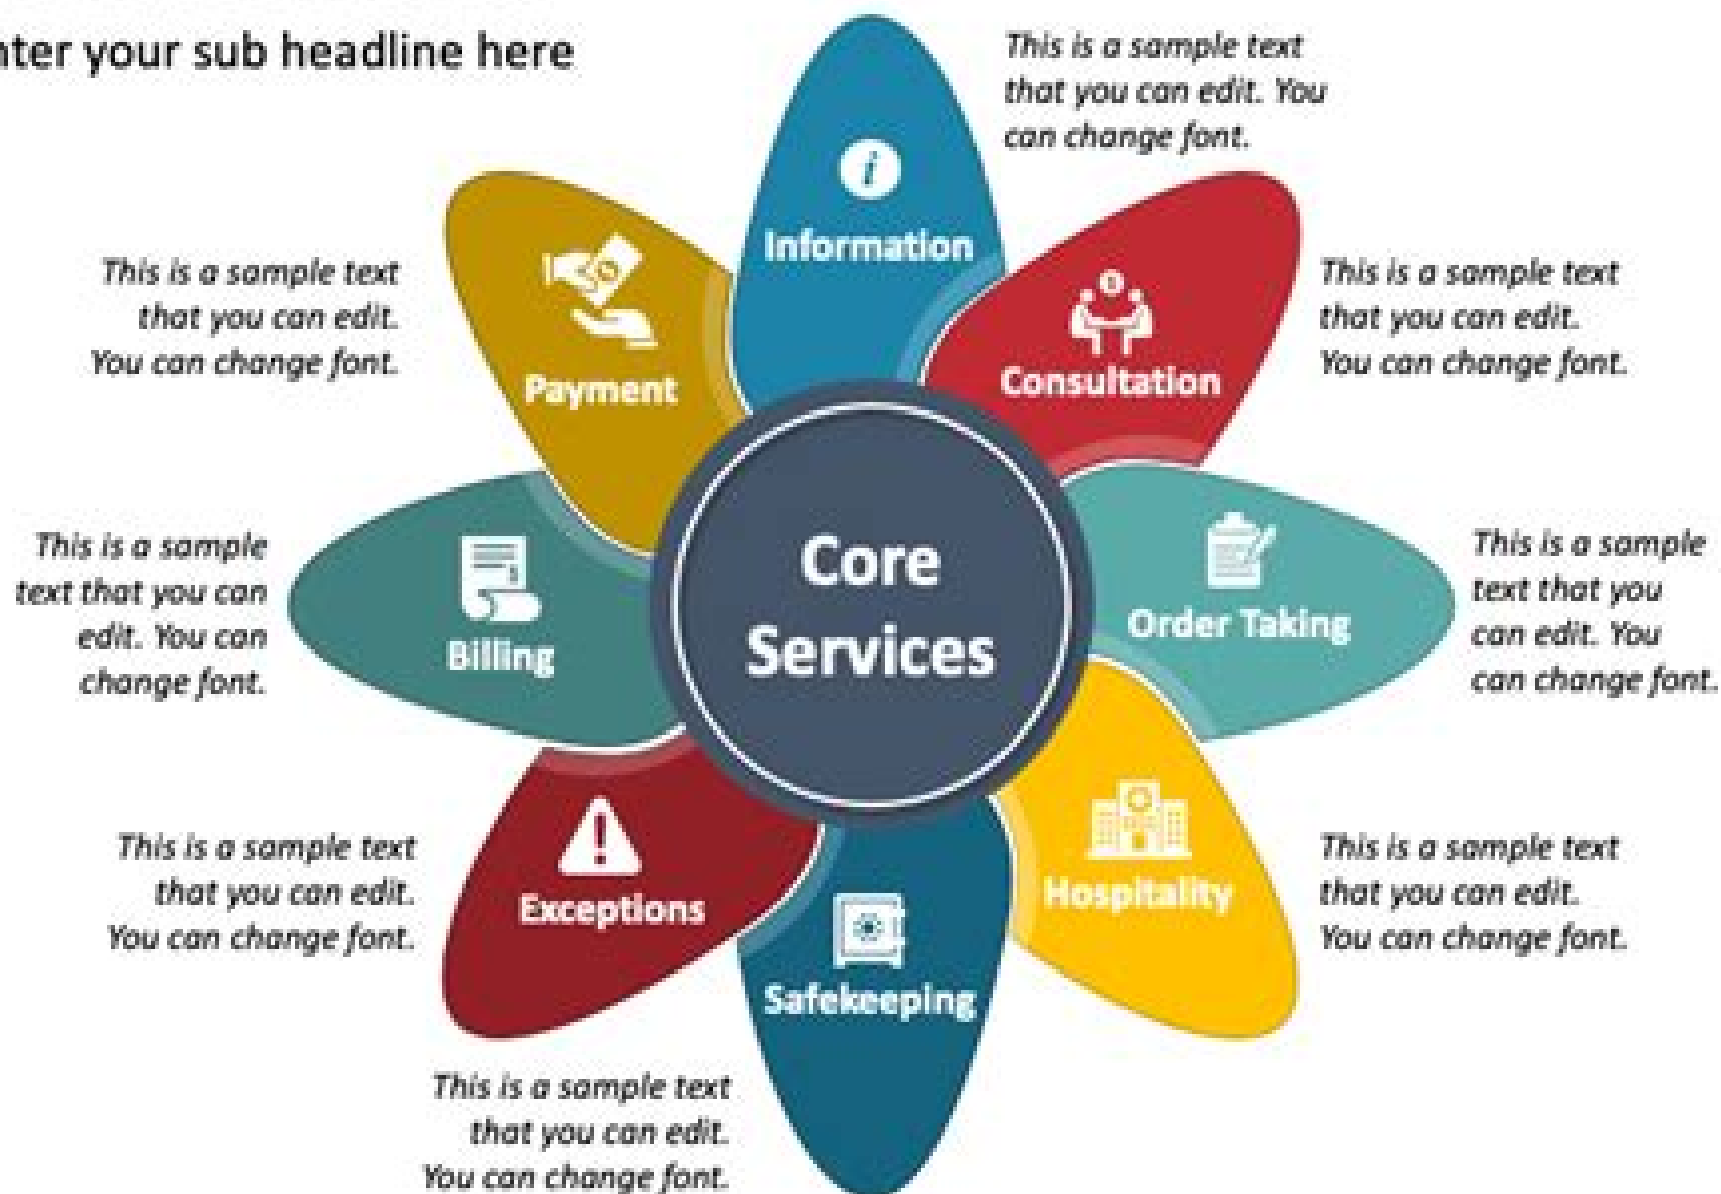 nter your sub headline here
This is a sample text
that you can edit. You
can change font.
Information
This is a sample text
that you can edit.
You can change font.
Payment
Consultation
This is a sample text
that you can edit.
You can change font.
This is a sample
text that you can
edit. You can
change font.
Billing
Core
Services
Order Taking
This is a sample
text that you
can edit. You
can change font.
This is a sample text
that you can edit.
You can change font.
Exceptions
Safekeeping
Hospitality
This is a sample text
that you can edit.
You can change font.
This is a sample text
that you can edit.
You can change font.